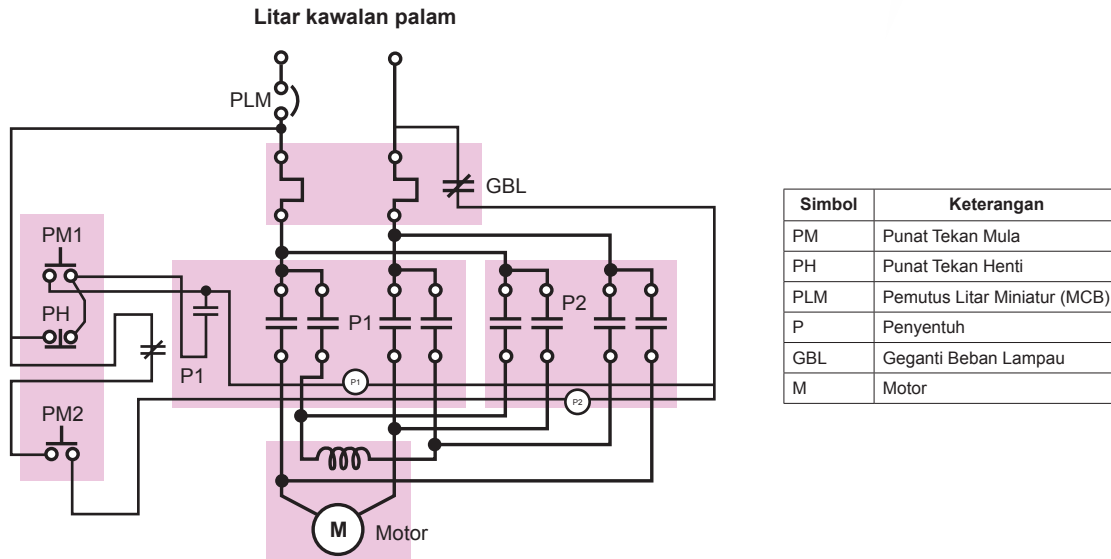 Litar kawalan palam
PLM
GBL
PM1
PH
P1
P1
P2
P1
P2
PM2
M
Motor
Simbol Keterangan
PM Punat Tekan Mula
PH Punat Tekan Henti
PLM Pemutus Litar Miniatur (MCB)
P Penyentuh
GBL Geganti Beban Lampau
M Motor